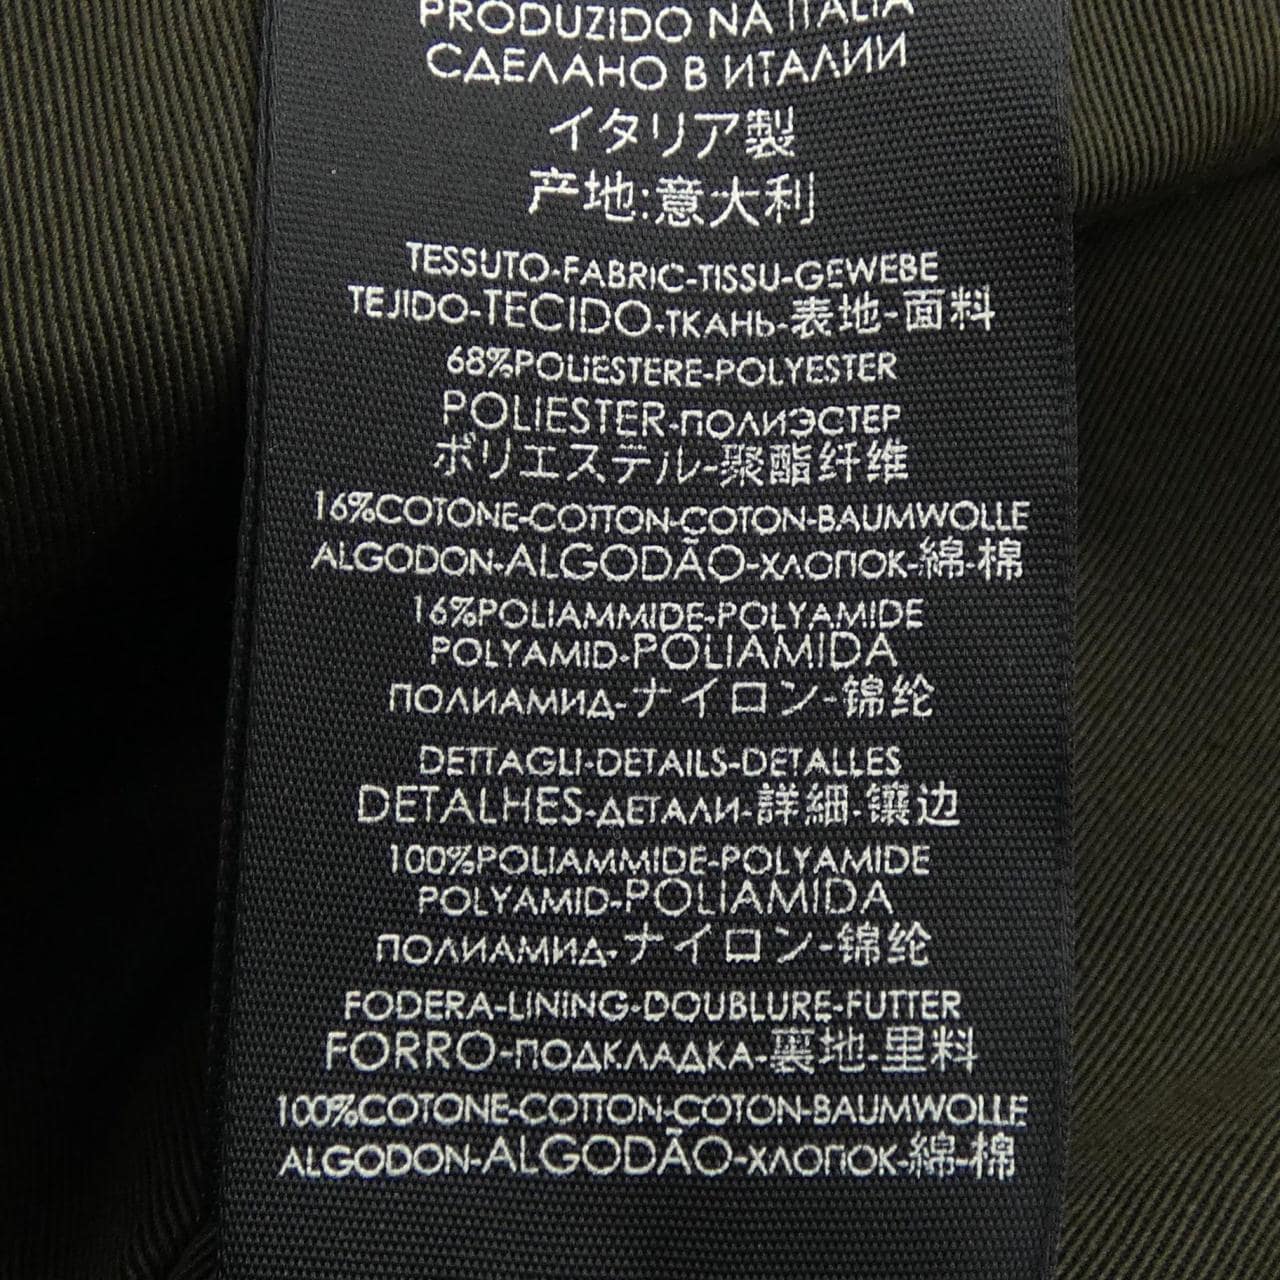 PRODUZIDO NA ITALIA
СДЕЛАНО В ИТАЛИИ
イタリア製
产地:意大利
TESSUTO-FABRIC-TISSU-GEWEBE
TEJIDO-TECIDO-ТКАНЬ-表地-面料
68%POLIESTERE-POLYESTER
POLIESTER-ПОЛИЭСТЕР
ポリエステル-聚酯纤维
16%COTONE-COTTON-COTON-BAUMWOLLE
ALGODON-ALGODÃO-ХЛОПОК-綿-棉
16%POLIAMMIDE-POLYAMIDE
POLYAMID-POLIAMIDA
ПОЛИАМИД-ナイロン-锦纶
DETTAGLI-DETAILS-DETALLES
DETALHES-ДЕТАЛИ-詳細-镶边
100%POLIAMMIDE-POLYAMIDE
POLYAMID-POLIAMIDA
ПОЛИАМИД-ナイロン-锦纶
FODERA-LINING-DOUBLURE-FUTTER
FORRO-ПОДКЛАДКА-裏地-里料
100%COTONE-COTTON-COTON-BAUMWOLLE
ALGODON-ALGODÃO-ХЛОПОК-綿-棉